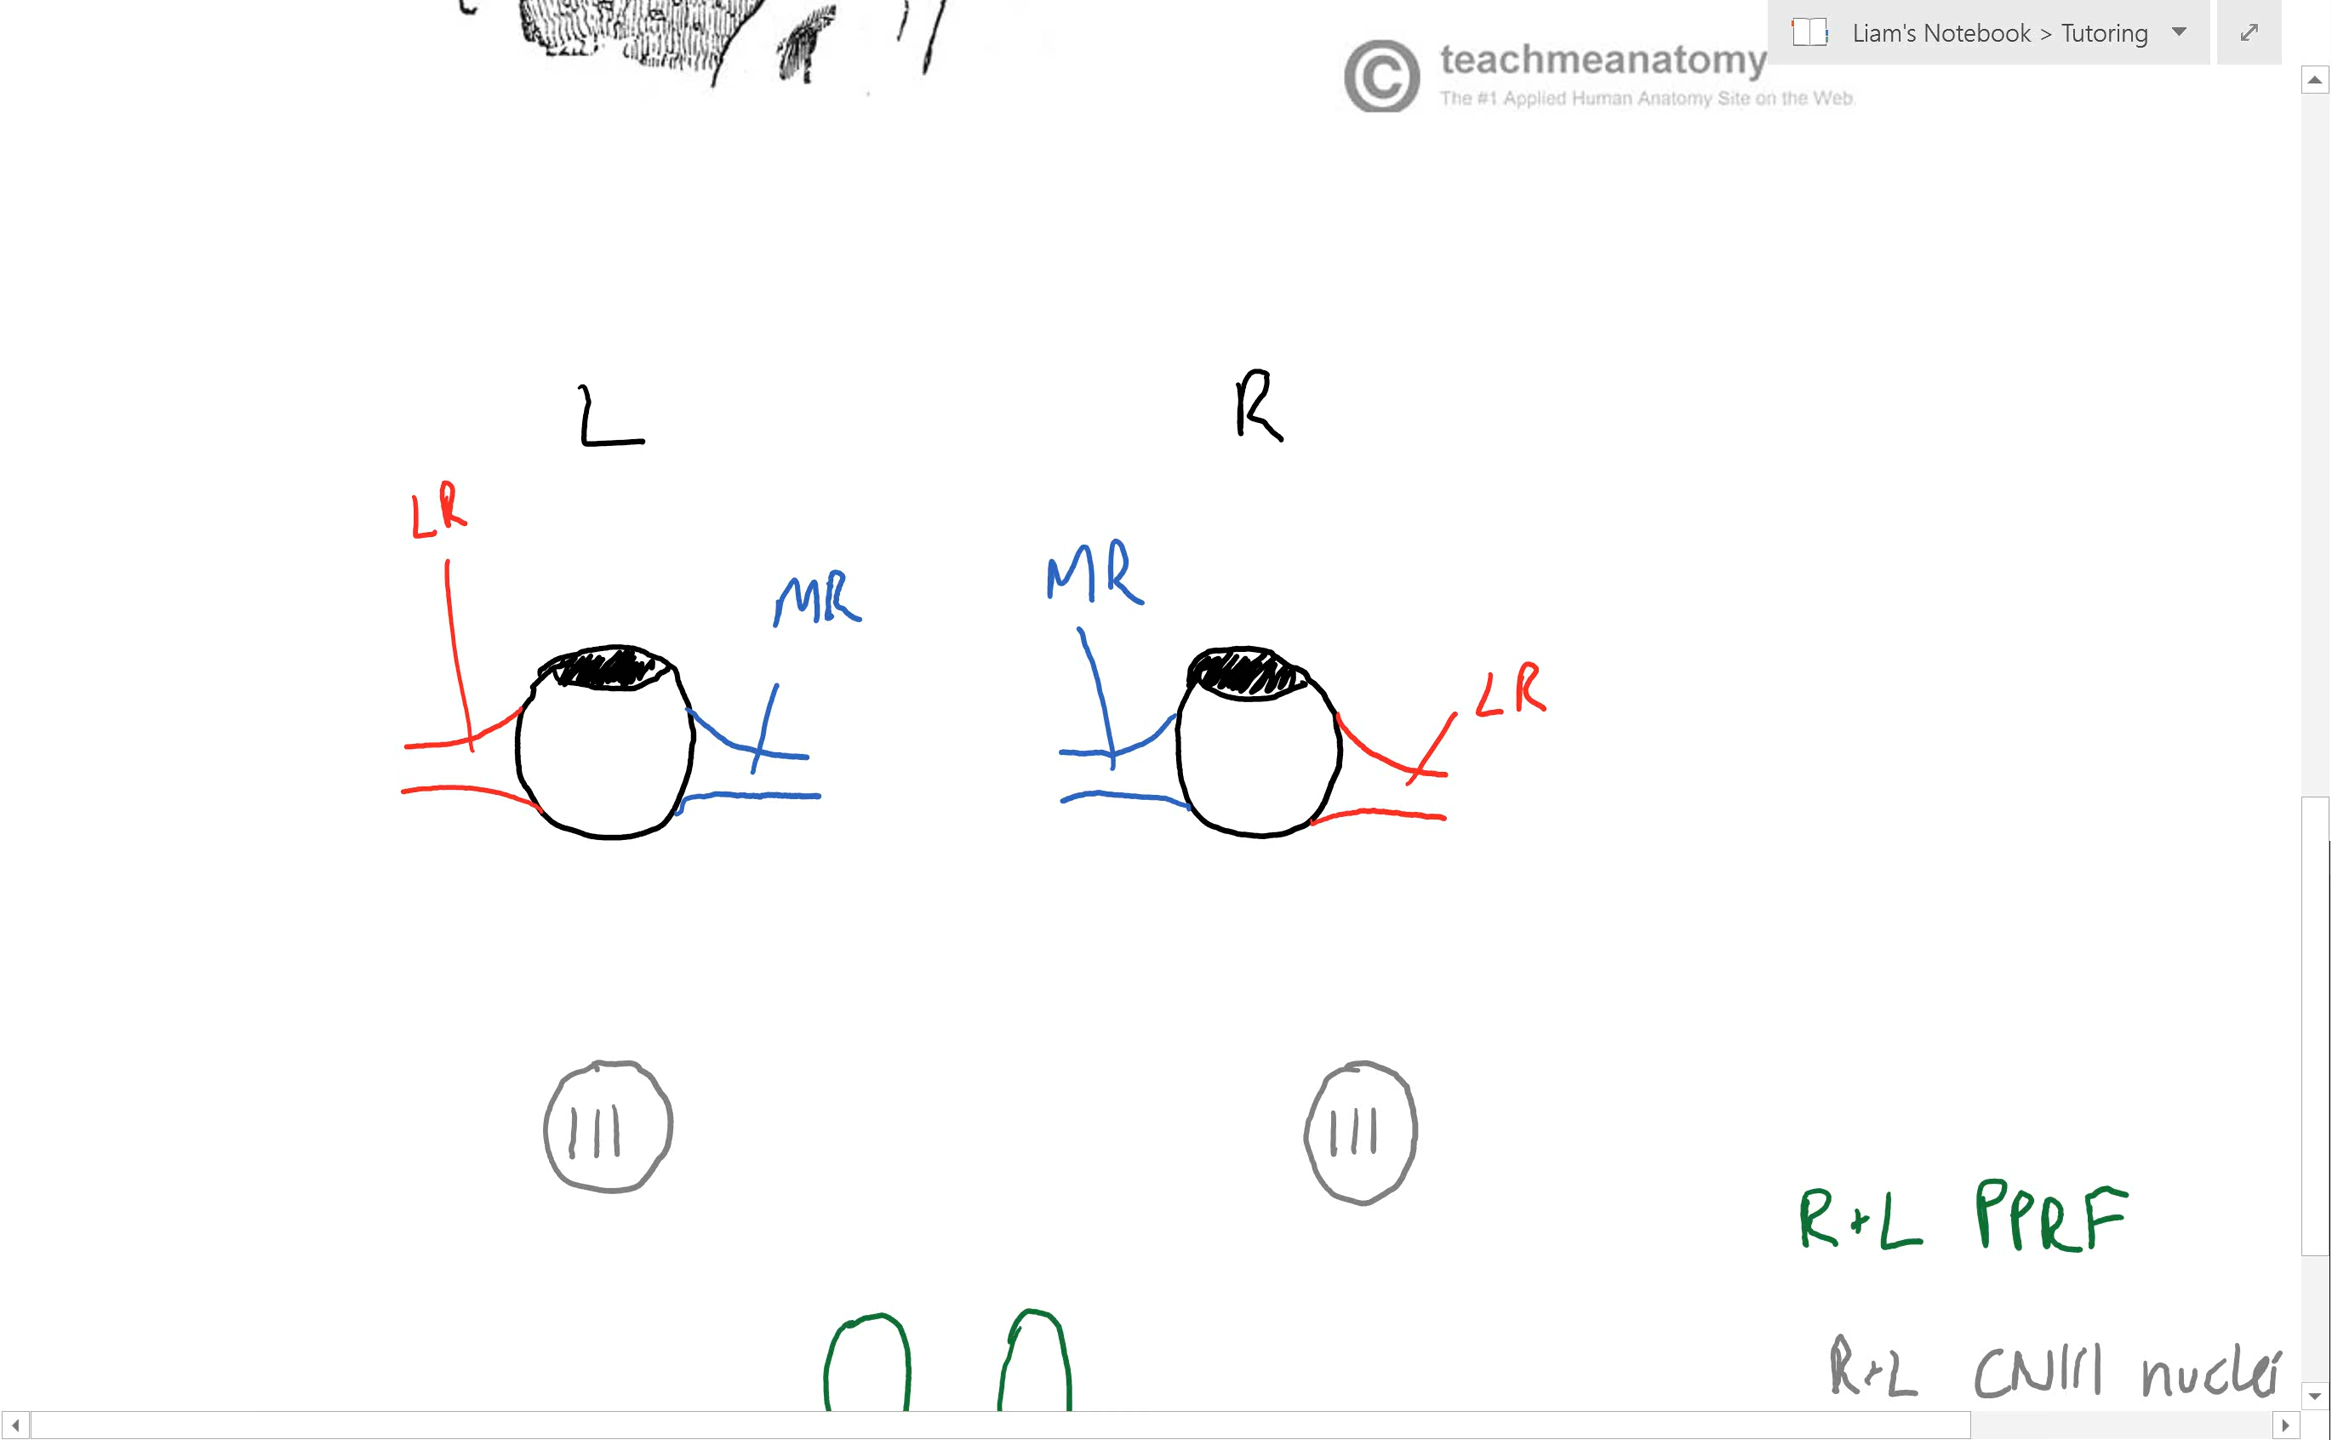 Liam's Notebook > Tutoring
© teachmeanatomy
The #1 Applied Human Anatomy Site on the Web
L R
LR
MR
MR
LR
III III
R+L PPRF
R+L CNIII nuclei